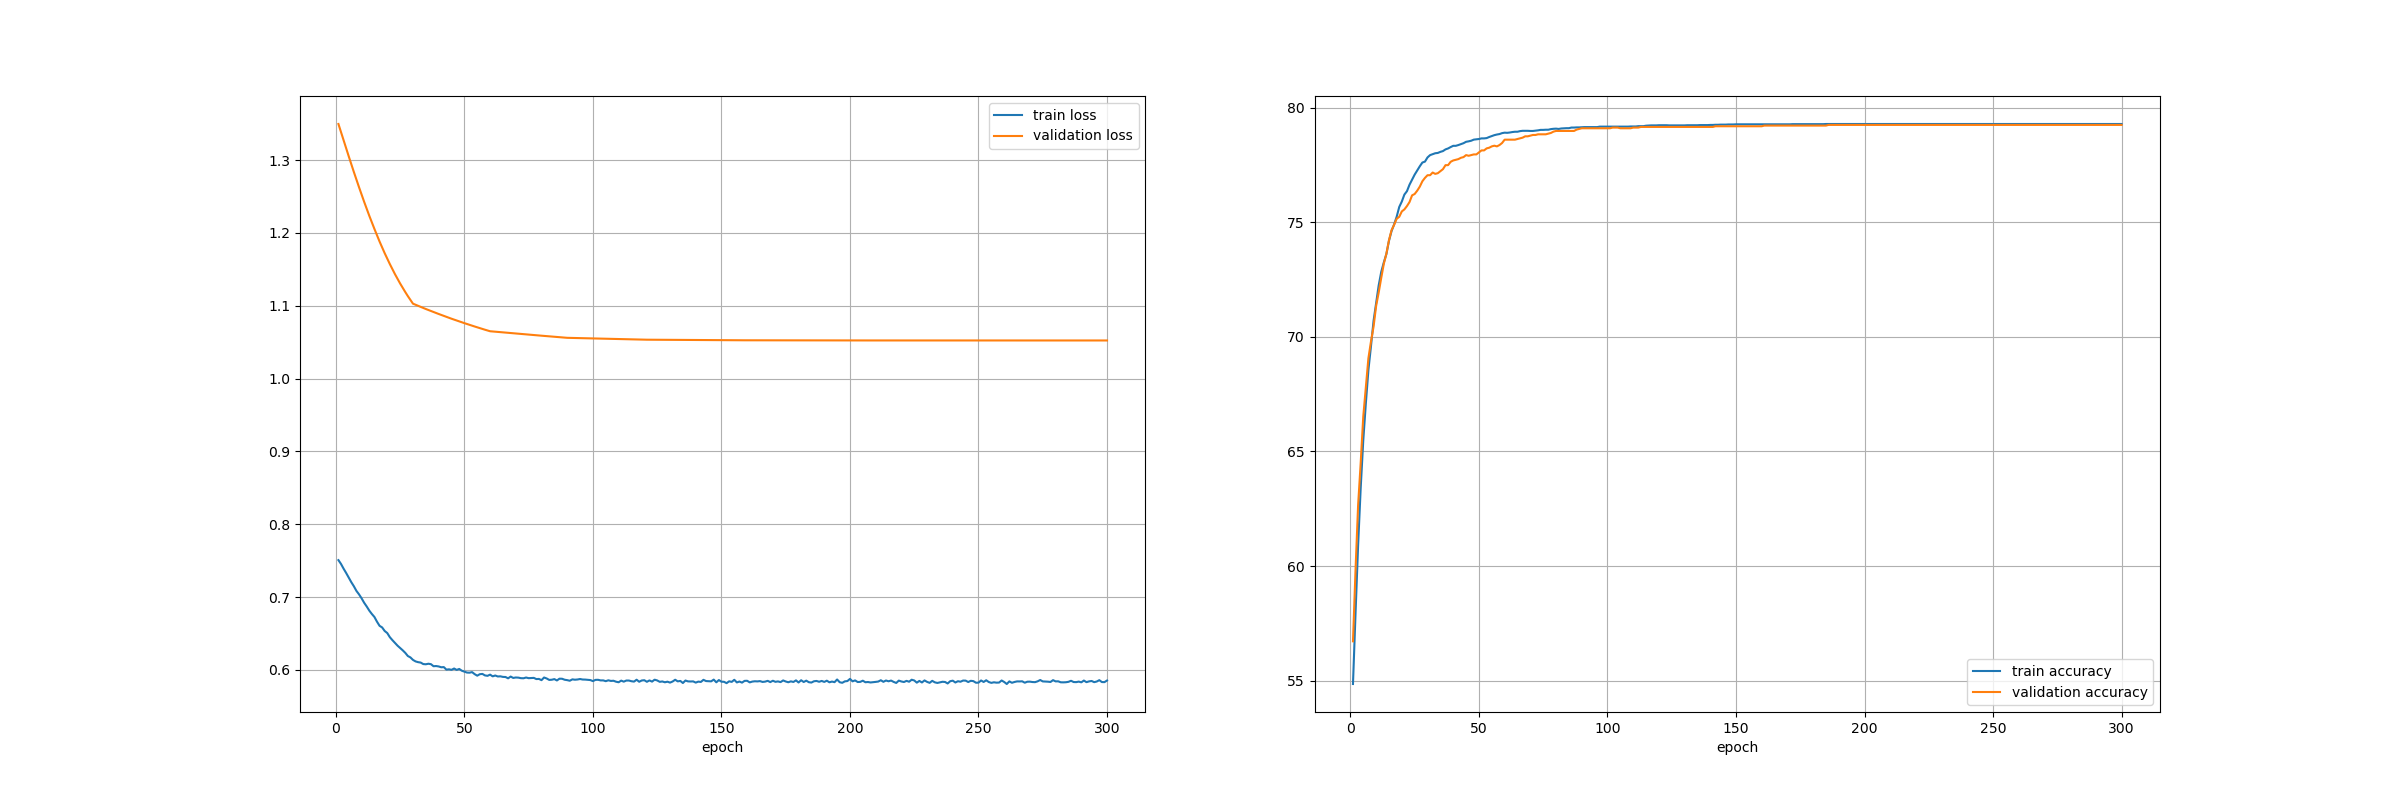 train loss
validation loss
1.3
1.2
1.1
1.0
0.9
0.8
0.7
0.6
0 50 100 150 200 250 300
epoch
80
75
70
65
60
55
train accuracy
validation accuracy
0 50 100 150 200 250 300
epoch